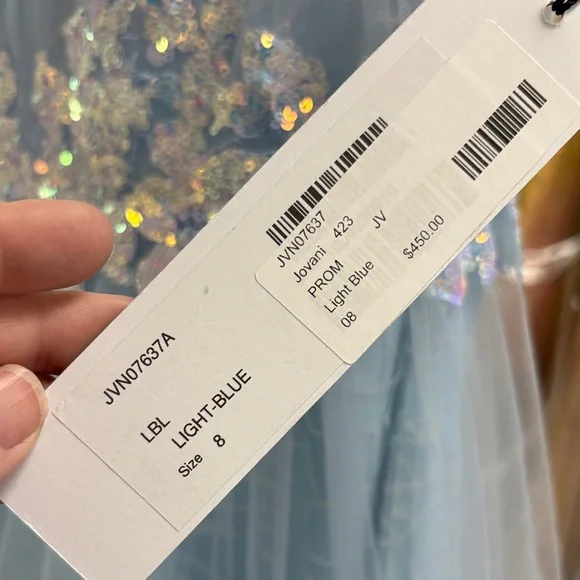 JVN07637
Jovani 423 JV
PROM
Light Blue $450.00
08
JVN07637A
LBL
LIGHT-BLUE
Size 8